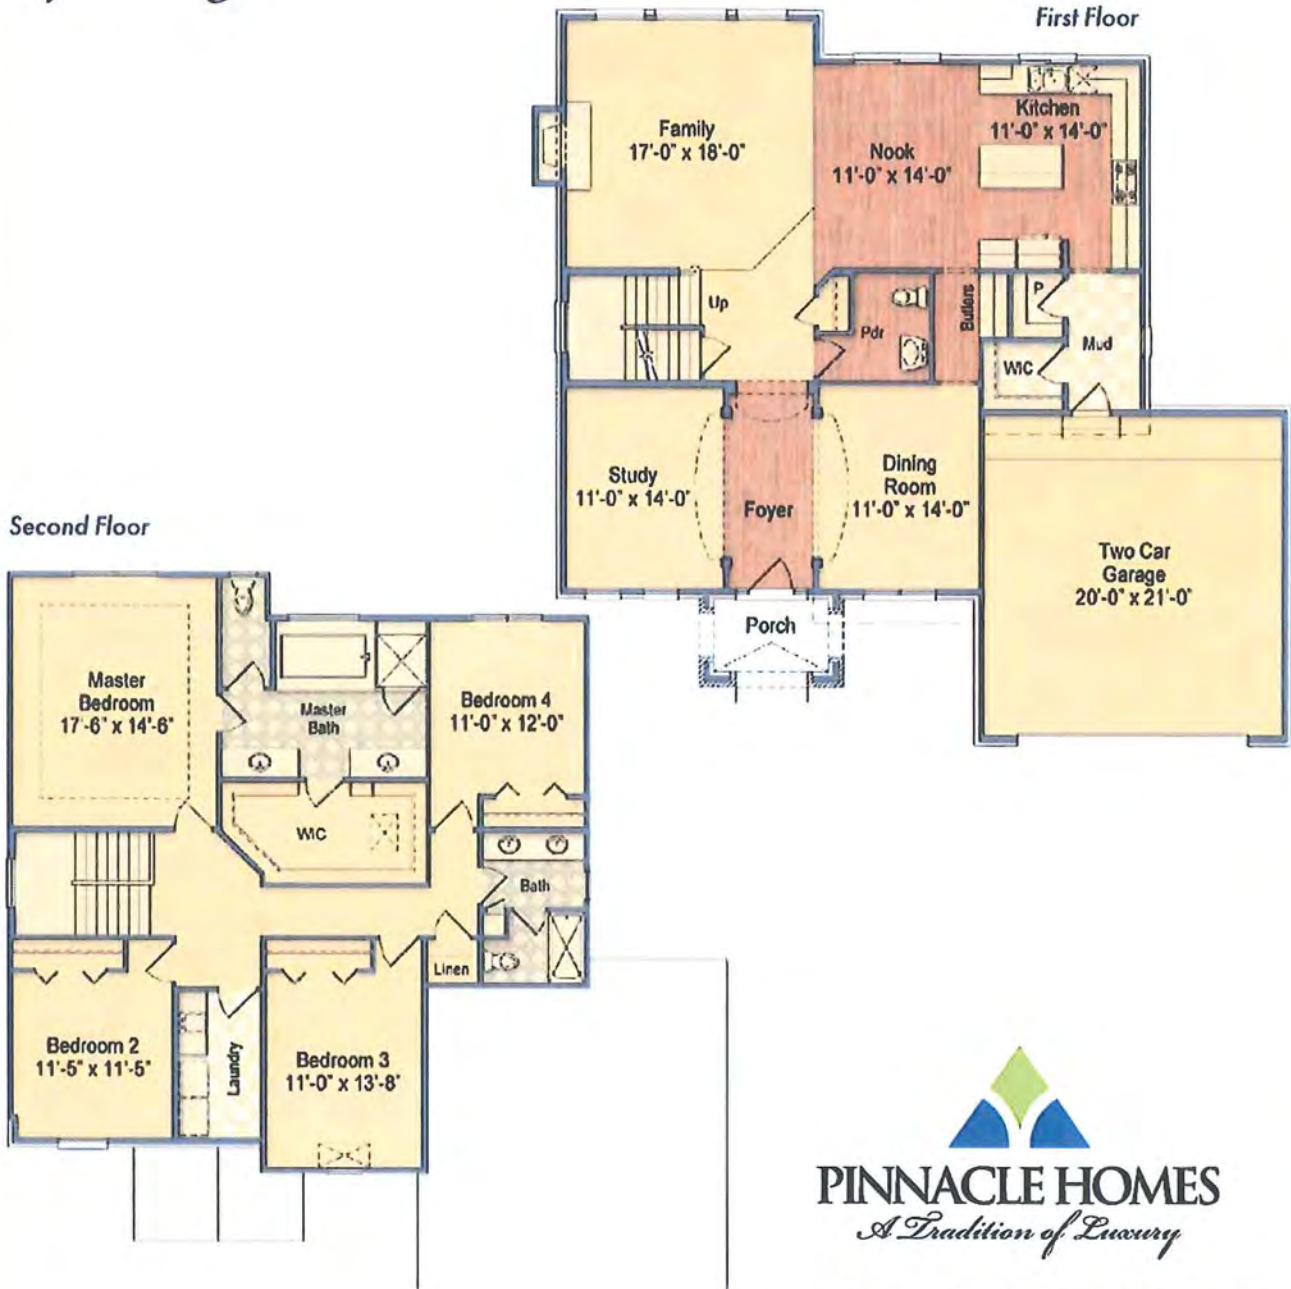 First Floor
Family
17'-0" x 18'-0"
Nook
11'-0" x 14'-0"
Kitchen
11'-0" x 14'-0"
Up
Pdr
Butlers
P
WIC
Mud
Study
11'-0" x 14'-0"
Foyer
Dining
Room
11'-0" x 14'-0"
Two Car
Garage
20'-0" x 21'-0"
Porch
Second Floor
Master
Bedroom
17'-6" x 14'-6"
Master
Bath
Bedroom 4
11'-0" x 12'-0"
WIC
Bath
Linen
Bedroom 2
11'-5" x 11'-5"
Laundry
Bedroom 3
11'-0" x 13'-8"
PINNACLE HOMES
A Tradition of Luxury